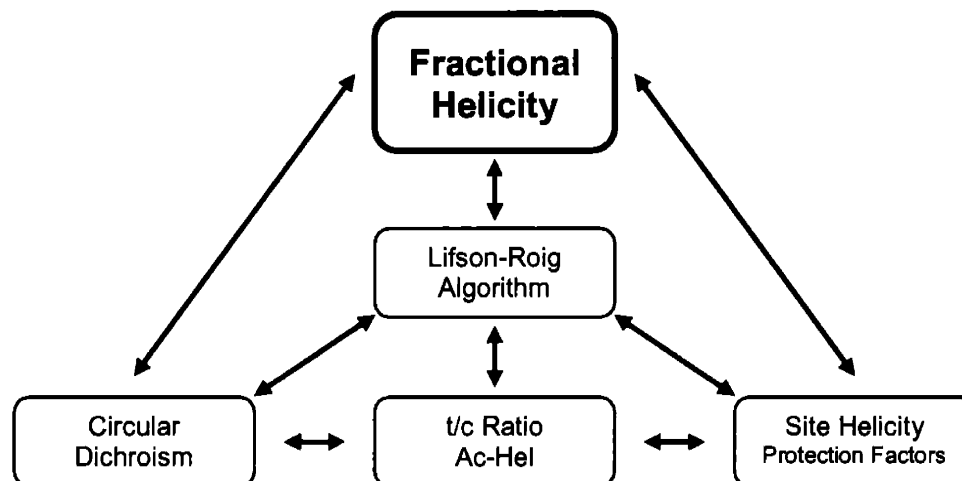 Fractional
Helicity
Lifson-Roig
Algorithm
Circular
Dichroism
t/c Ratio
Ac-Hel
Site Helicity
Protection Factors